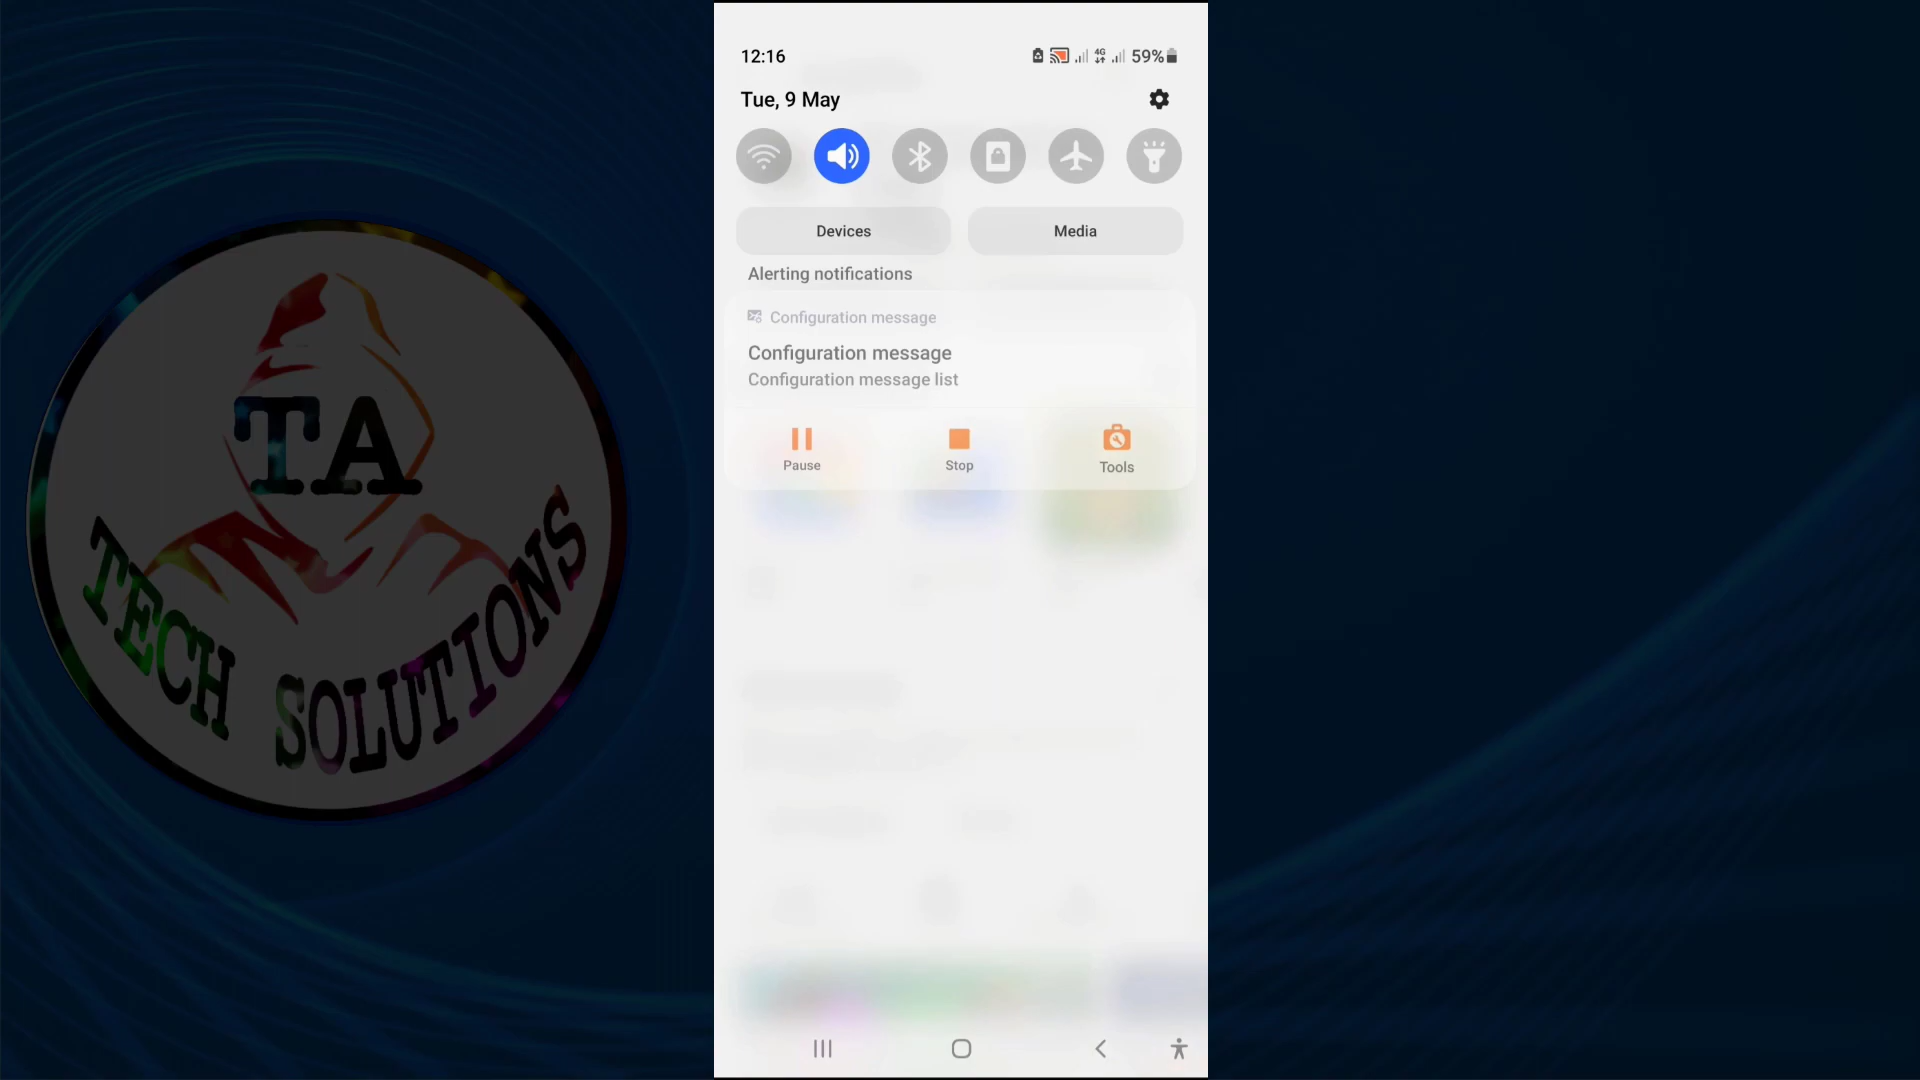 TA
TECH SOLUTIONS
12:16
4G
59%
Tue, 9 May
Devices
Media
Alerting notifications
Configuration message
Configuration message
Configuration message list
Pause
Stop
Tools